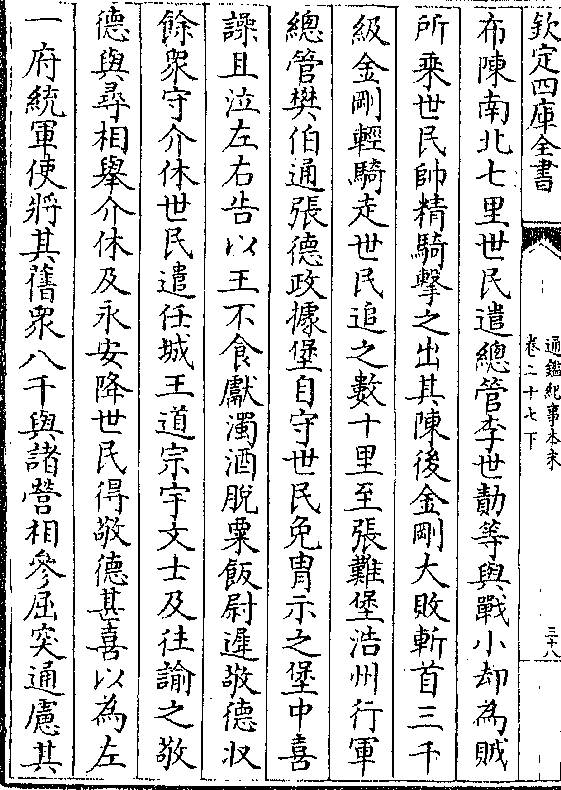 欽定四庫全書
通鑑紀事本末
卷二十七下
三十八
布陳南北七里世民遣總管李世勣等與戰小却為賊
所乗世民帥精騎擊之出其陳後金剛大敗斬首三千
級金剛輕騎走世民追之數十里至張難堡浩州行軍
總管樊伯通張德政據堡自守世民免胄示之堡中喜
譟且泣左右告以王不食獻濁酒脫粟飯尉遲敬德收
餘衆守介休世民遣任城王道宗宇文士及往諭之敬
德與尋相舉介休及永安降世民得敬德甚喜以為左
一府統軍使將其舊衆八千與諸營相參屈突通慮其